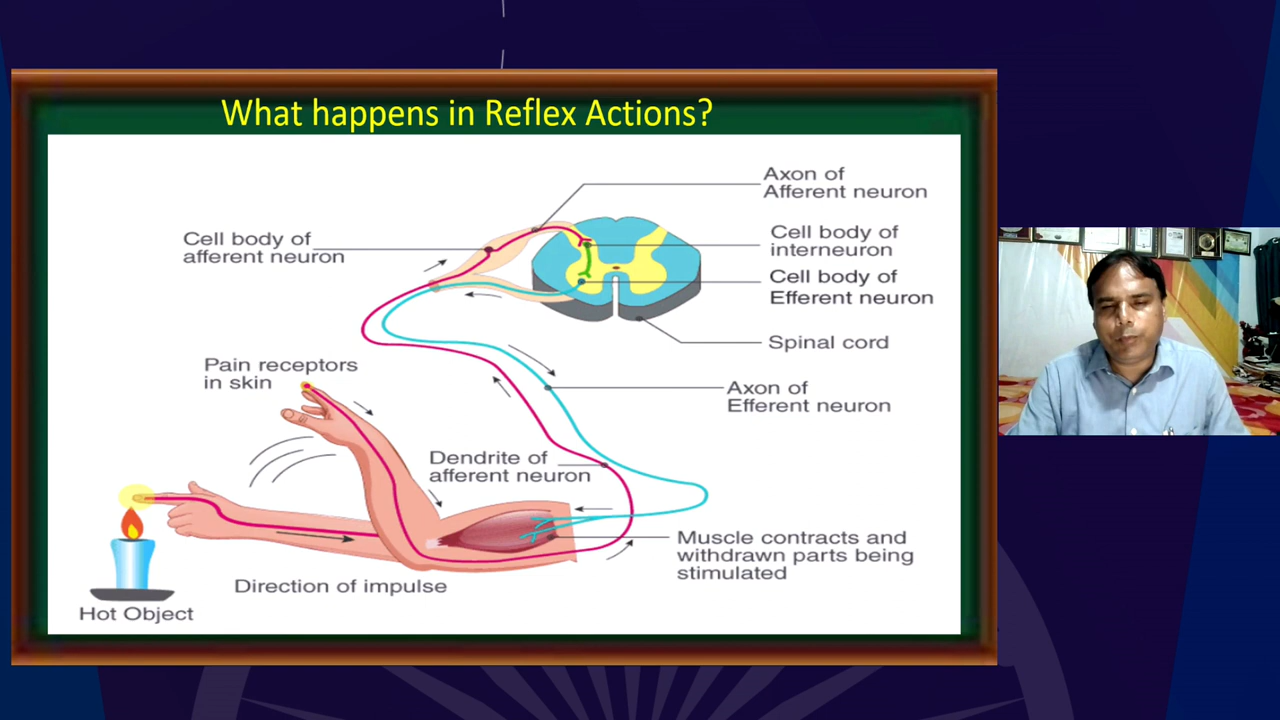 What happens in Reflex Actions?
Axon of
Afferent neuron
Cell body of
afferent neuron
Cell body of
interneuron
Cell body of
Efferent neuron
Spinal cord
Pain receptors
in skin
Axon of
Efferent neuron
Dendrite of
afferent neuron
Muscle contracts and
withdrawn parts being
stimulated
Direction of impulse
Hot Object